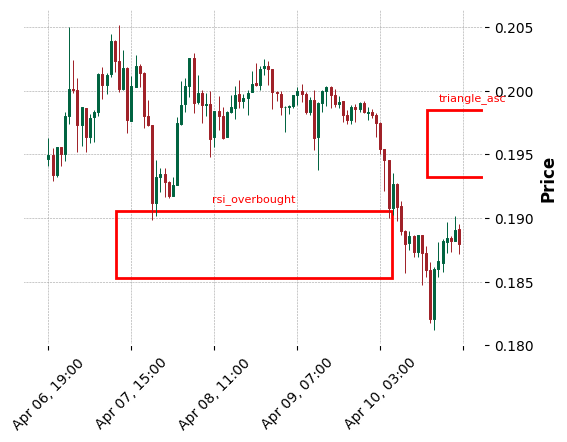 0.205
0.200
triangle_asc
0.195
Price
rsi_overbought
0.190
0.185
0.180
Apr 06, 19:00
Apr 07, 15:00
Apr 08, 11:00
Apr 09, 07:00
Apr 10, 03:00